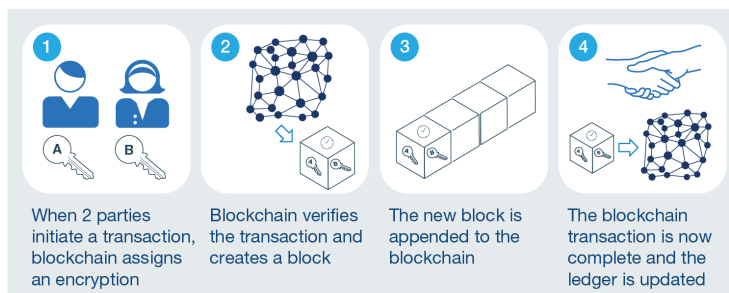 1
2
3
4
A
B
A
B
A
B
A
When 2 parties
initiate a transaction,
blockchain assigns
an encryption
Blockchain verifies
the transaction and
creates a block
The new block is
appended to the
blockchain
The blockchain
transaction is now
complete and the
ledger is updated